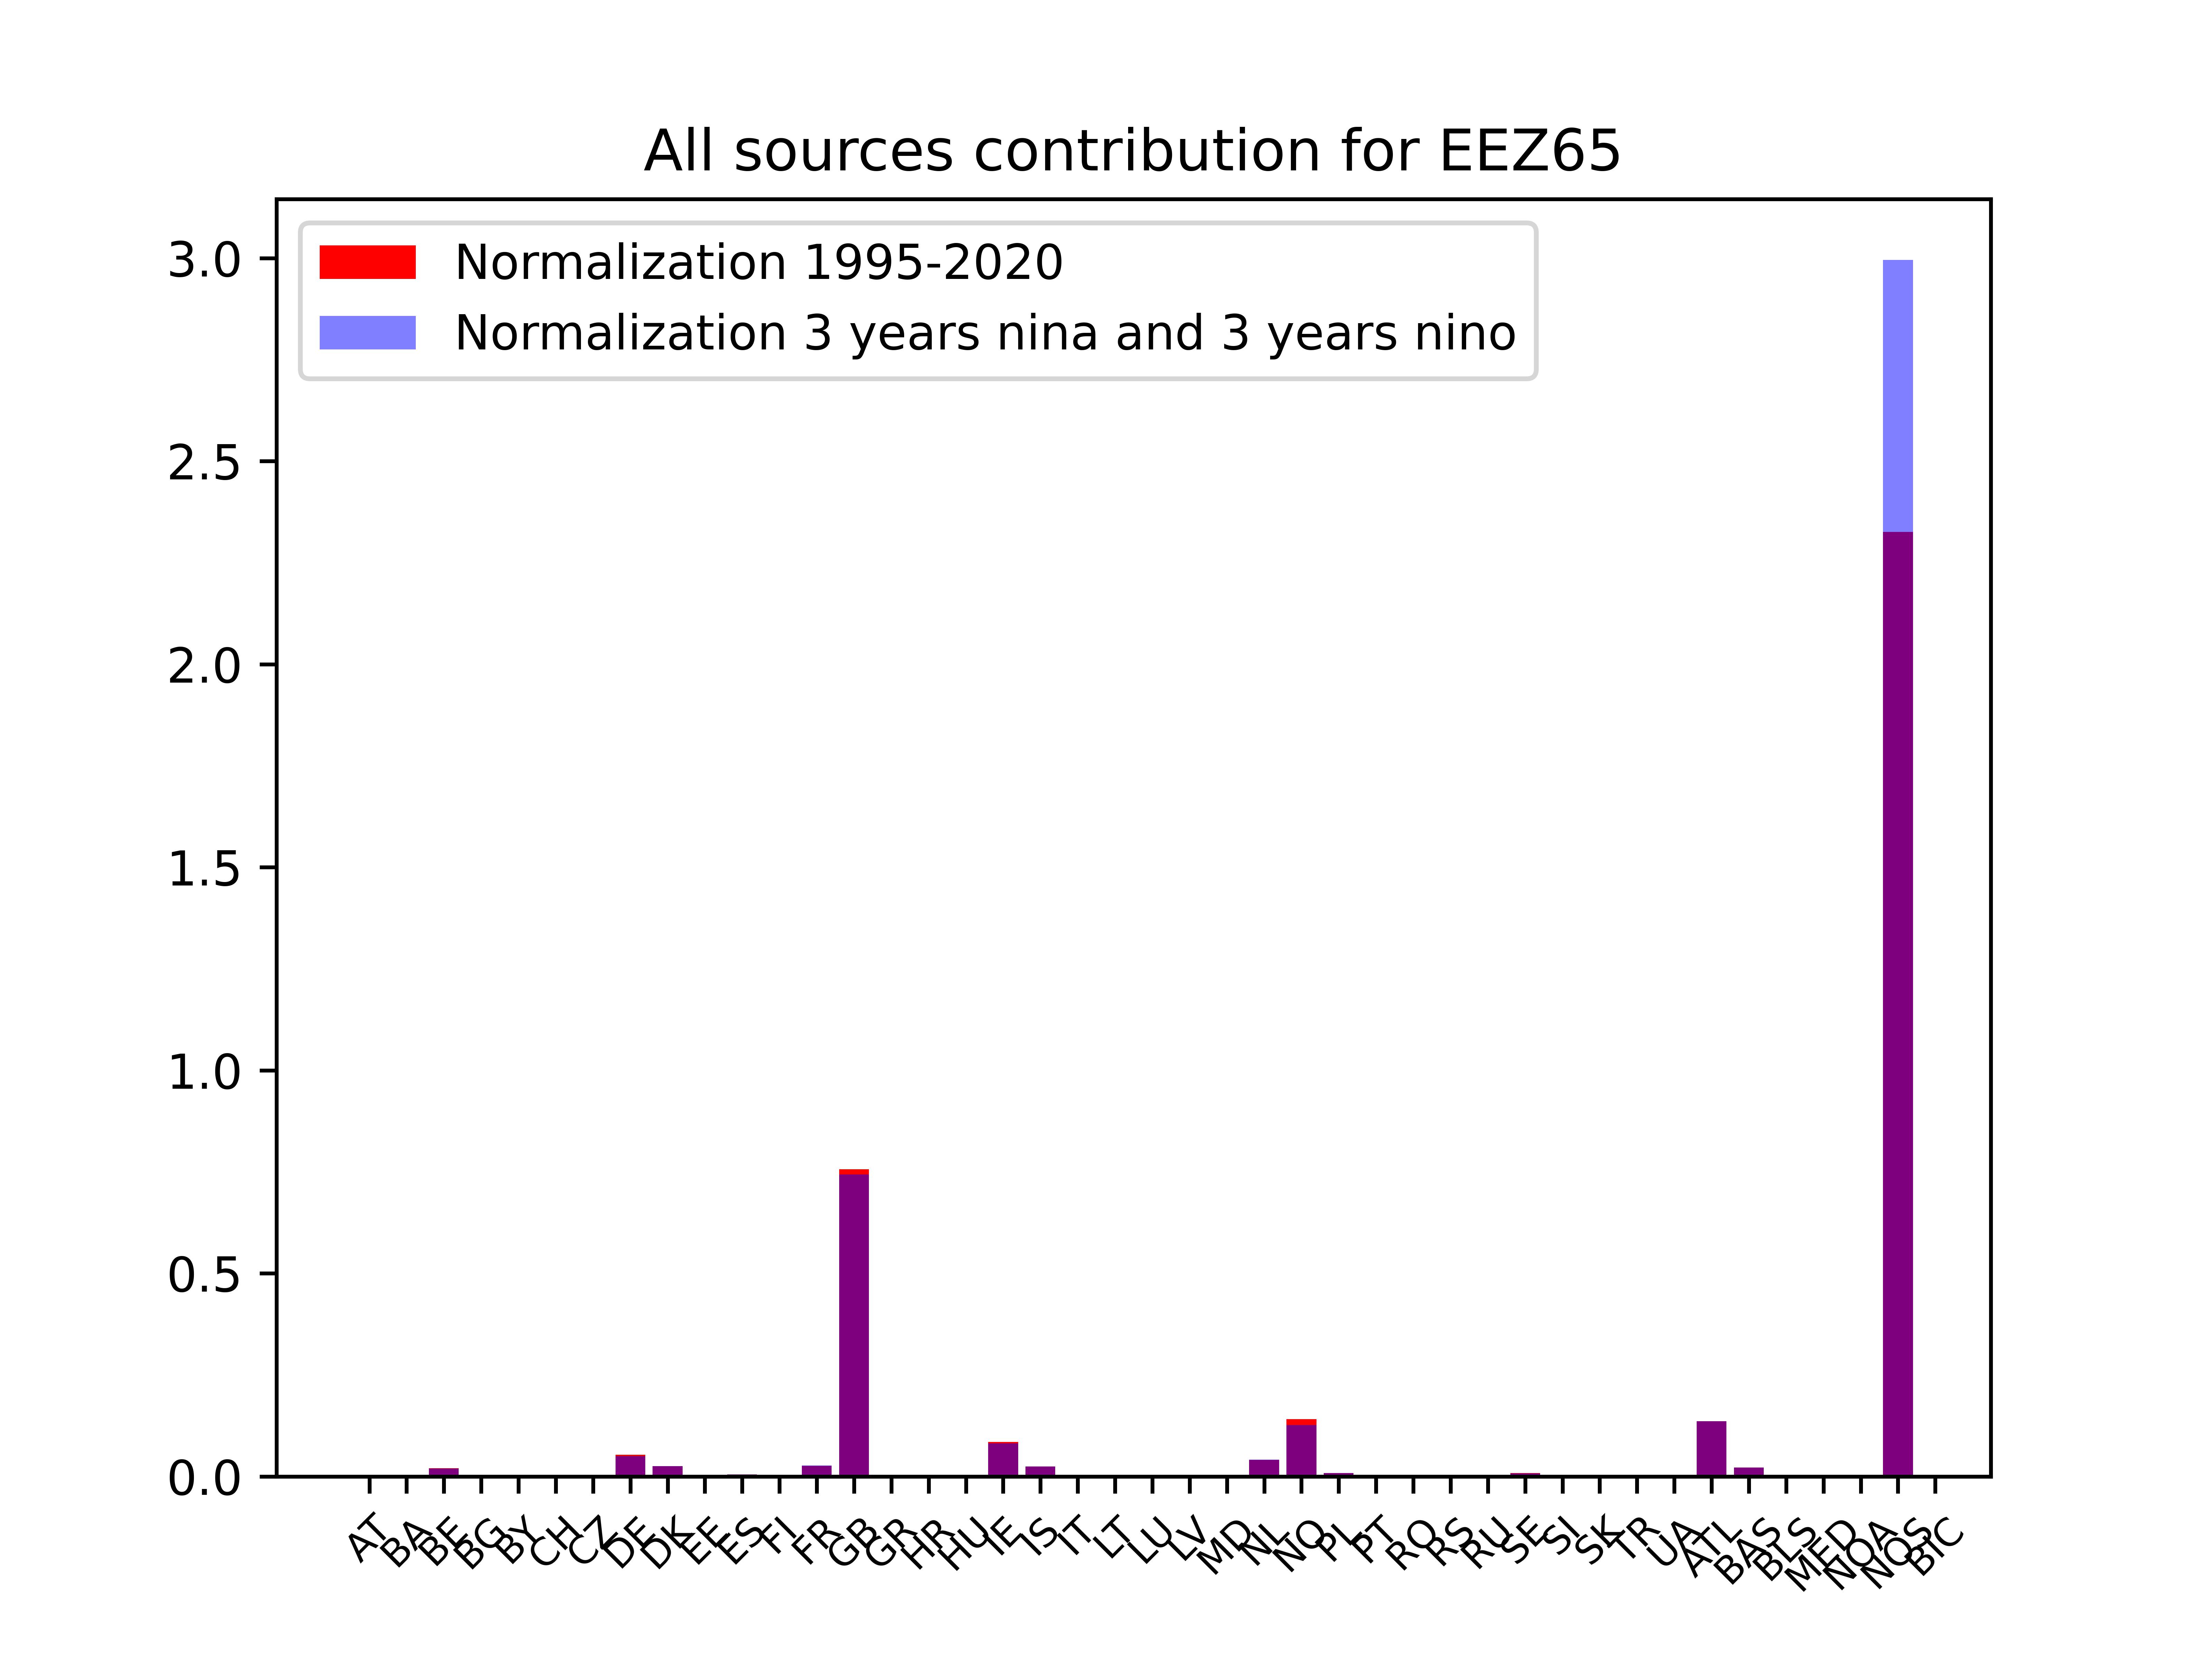 All sources contribution for EEZ65
Normalization 1995-2020
Normalization 3 years nina and 3 years nino
3.0
2.5
2.0
1.5
1.0
0.5
0.0
AT BA BE BG BY CH CZ DE DK EE ES FI FR GB GR HR HU IE IS IT LT LU LV MD NL NO PL PT RO RS RU SE SI SK TR UA ATL BAS BLS MED NOA NOS BIC